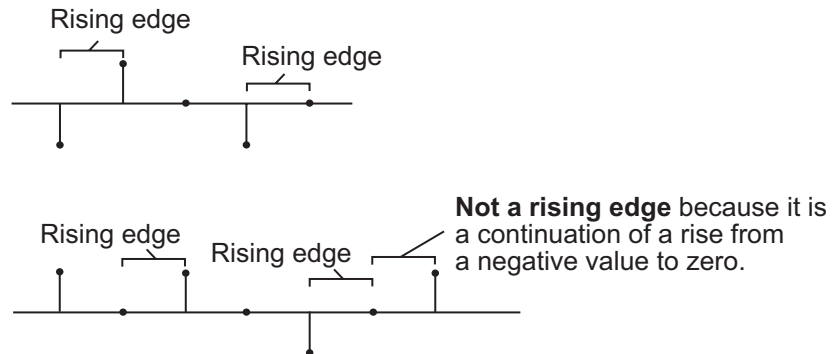 Rising edge
Rising edge
Not a rising edge because it is
a continuation of a rise from
a negative value to zero.
Rising edge
Rising edge